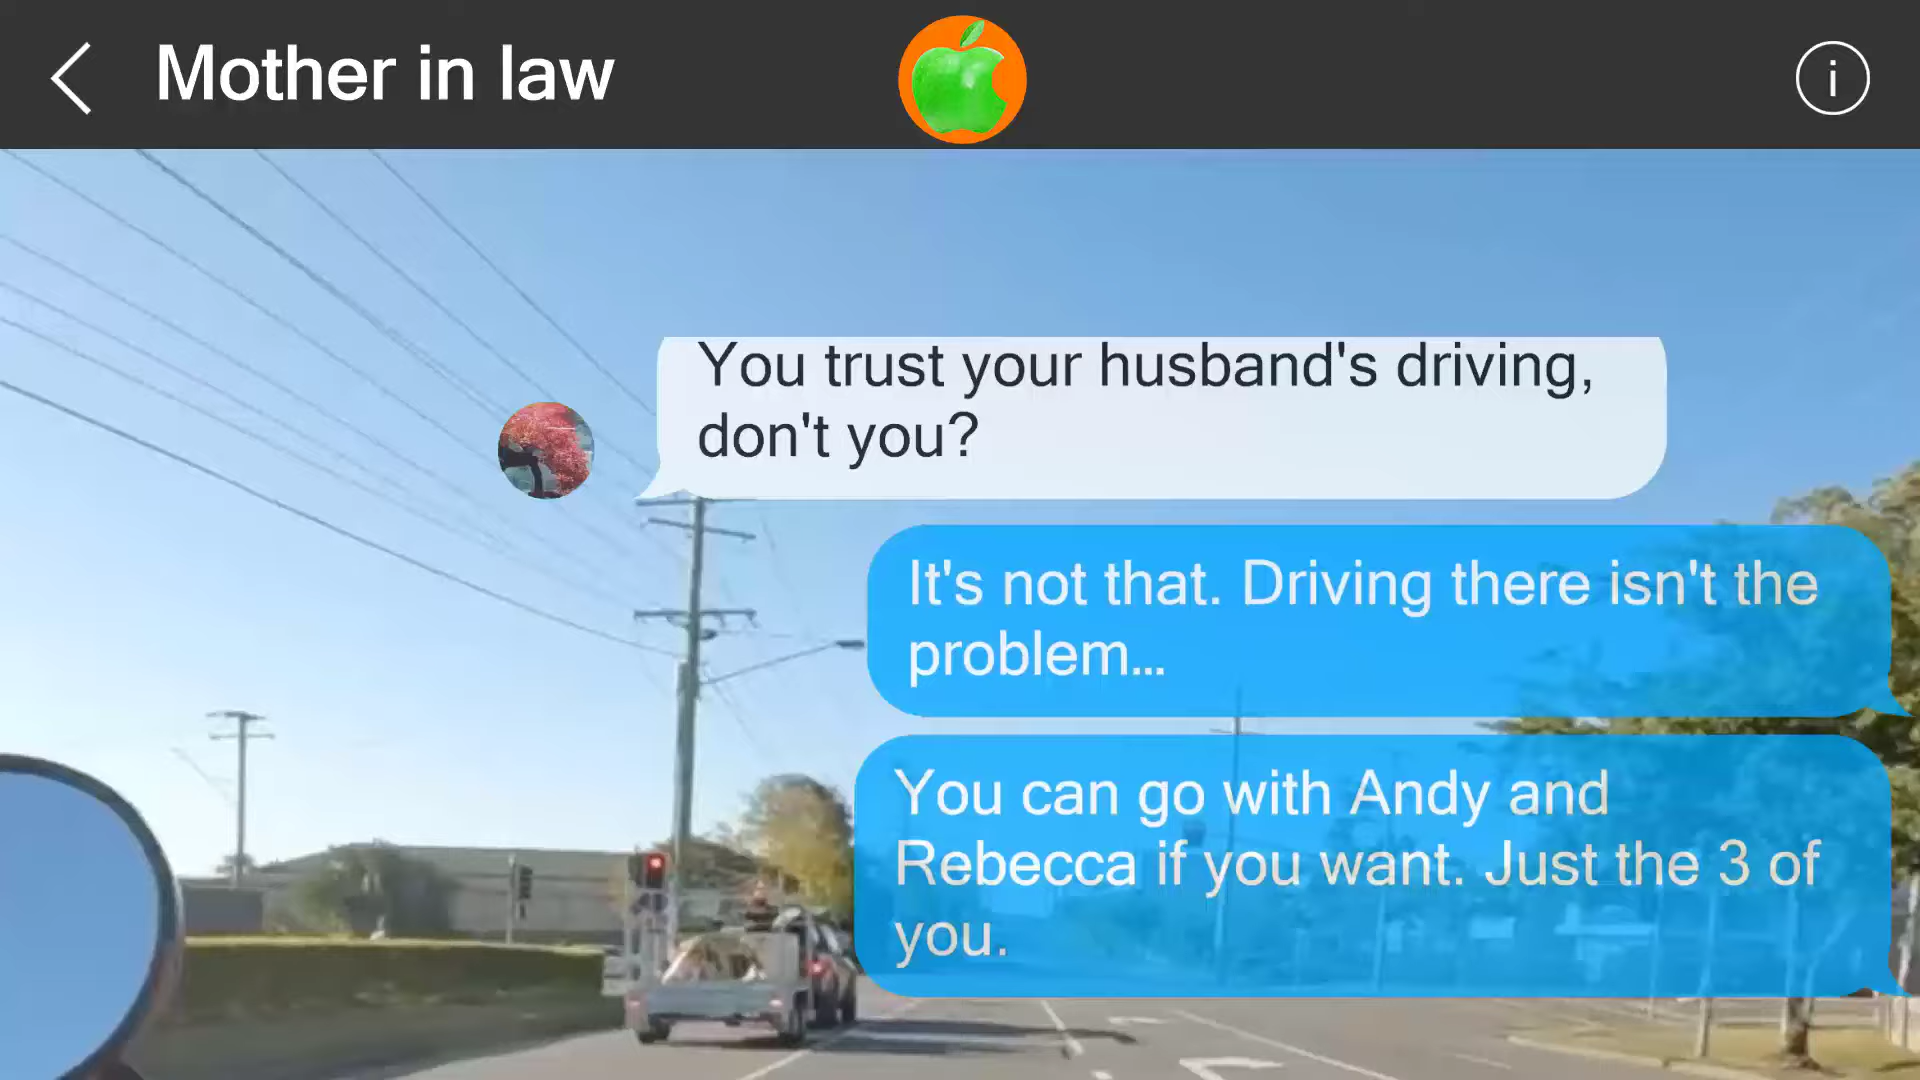 Mother in law
You trust your husband's driving,
don't you?
It's not that. Driving there isn't the
problem...
You can go with Andy and
Rebecca if you want. Just the 3 of
you.